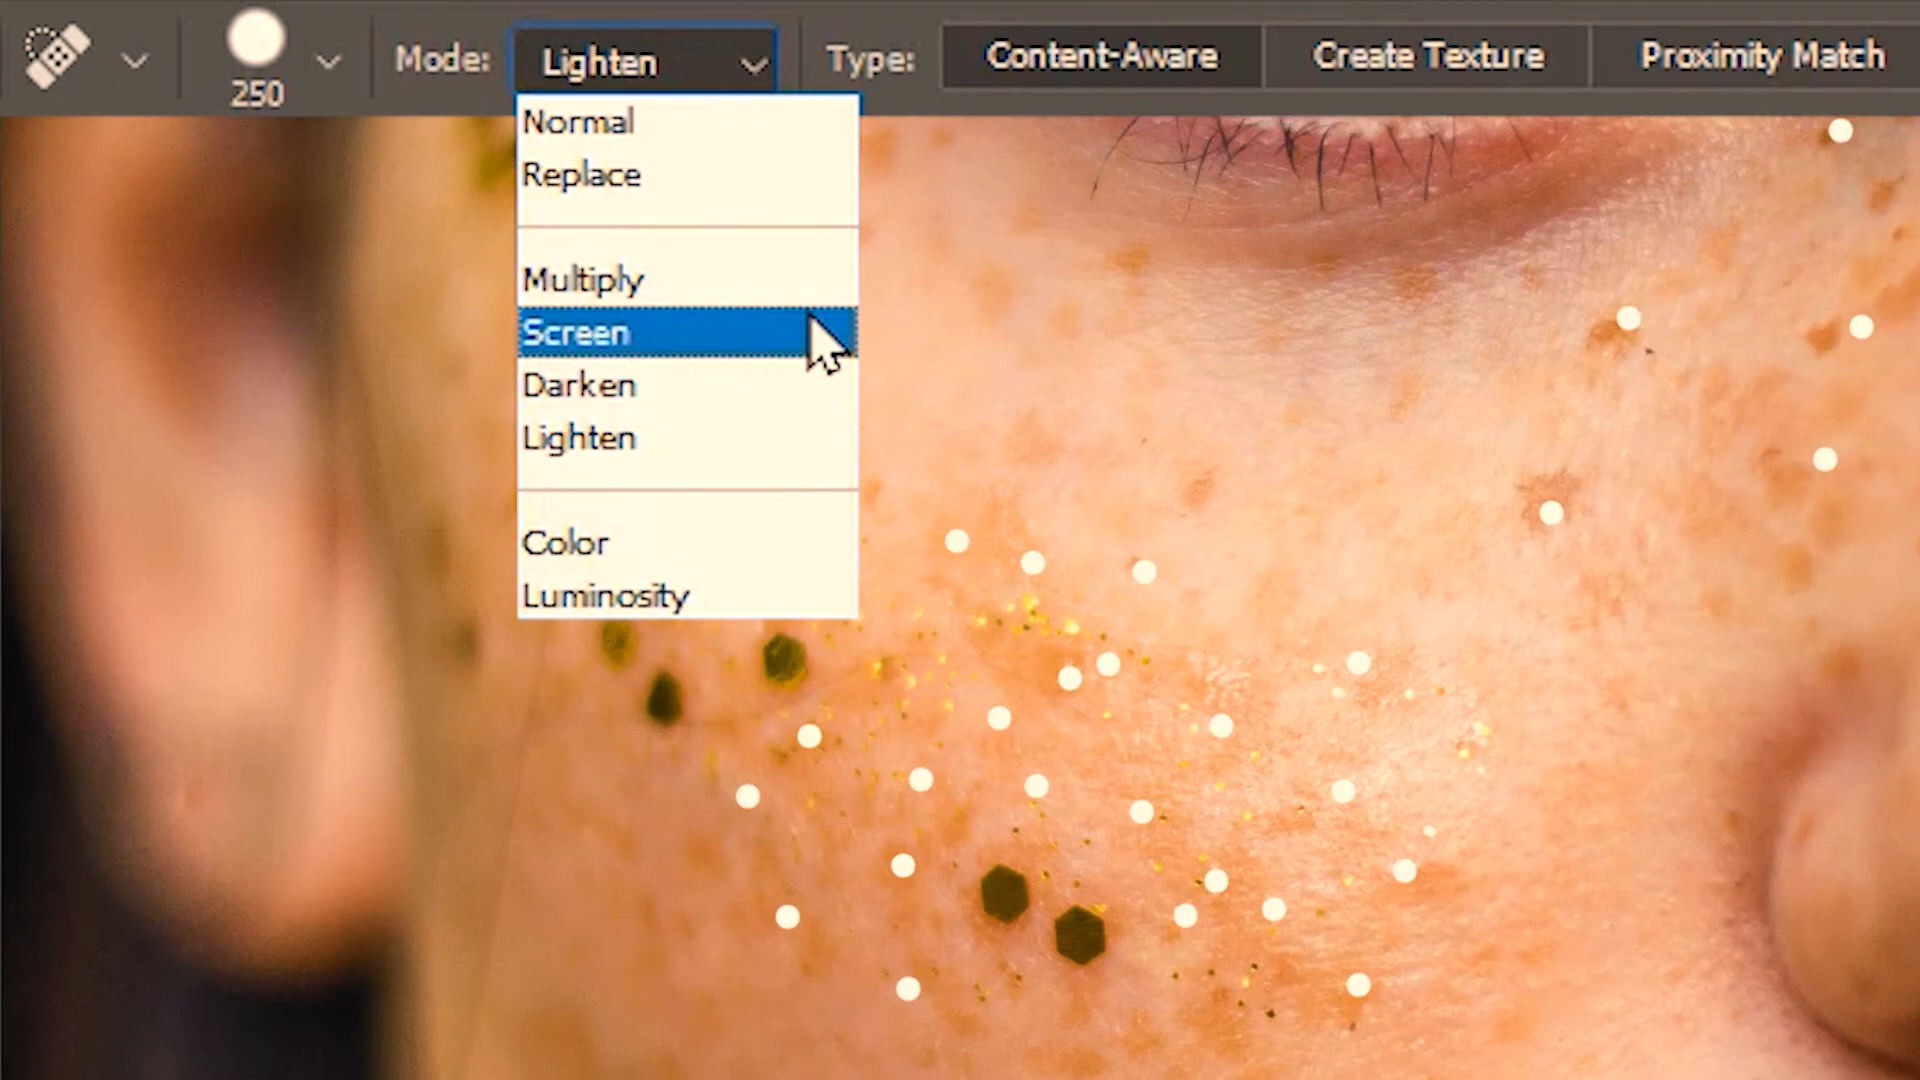 Mode: Lighten Type: Content-Aware Create Texture Proximity Match
250
Normal
Replace
Multiply
Screen
Darken
Lighten
Color
Luminosity